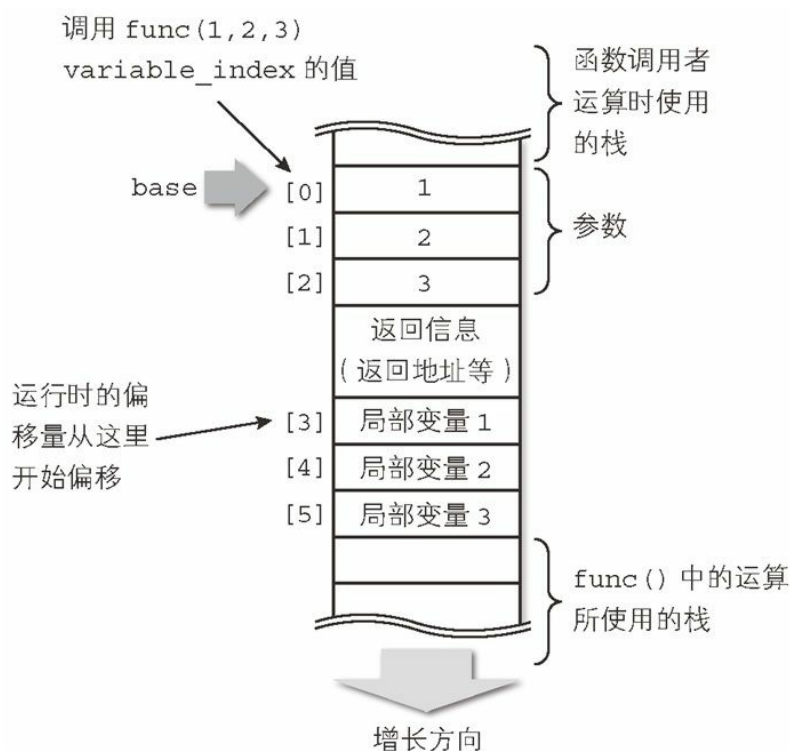 调用 func(1,2,3)
variable_index 的值
函数调用者
运算时使用
的栈
base
[0]
1
[1]
2
[2]
3
参数
返回信息
(返回地址等)
运行时的偏
移量从这里
开始偏移
[3]
局部变量 1
[4]
局部变量 2
[5]
局部变量 3
func() 中的运算
所使用的栈
增长方向